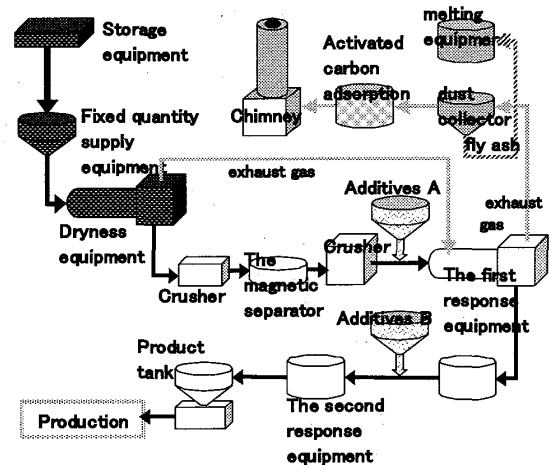 Storage
equipment
Fixed quantity
supply
equipment
Dryness
equipment
exhaust gas
Crusher
The
magnetic
separator
Crusher
Additives A
Activated
carbon
adsorption
Chimney
melting
equipmer
dust
collector
fly ash
exhaust
gas
The first
response
equipment
Additives B
The second
response
equipment
Product
tank
Production